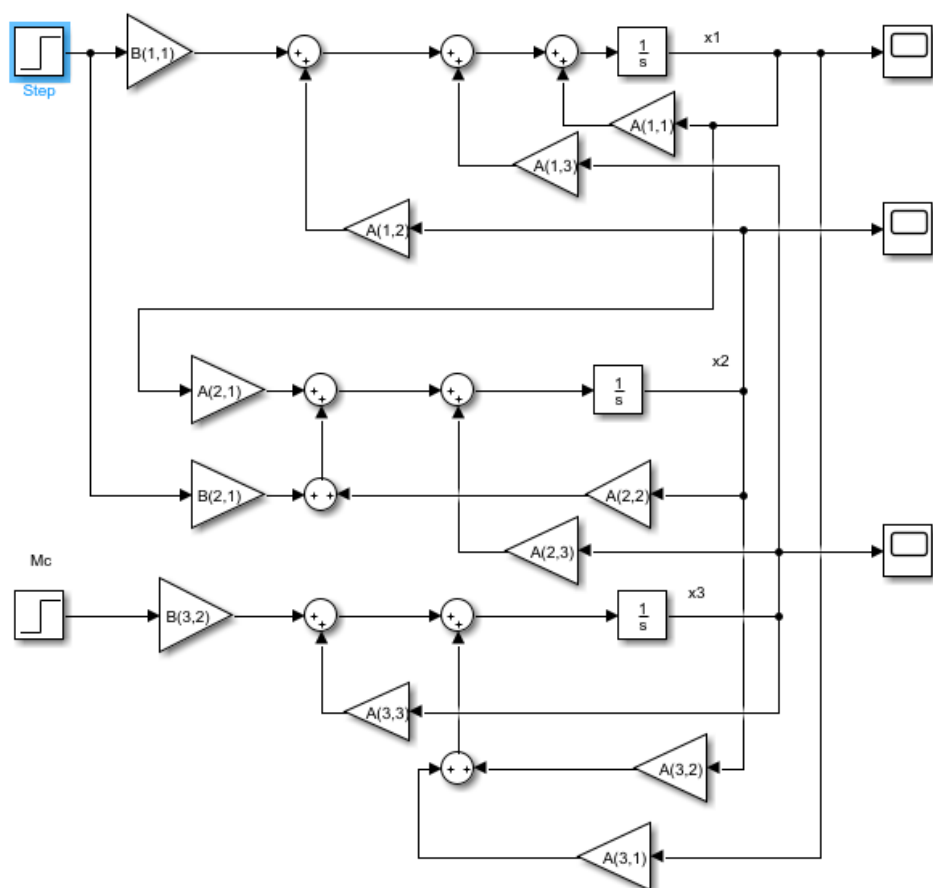 B(1,1)
+
+
+
+
+
+
1
s
x1
Step
A(1,1)
A(1,3)
A(1,2)
x2
A(2,1)
+
+
+
+
1
s
B(2,1)
+ +
A(2,2)
A(2,3)
Mc
x3
B(3,2)
+
+
+
+
1
s
A(3,3)
+ +
A(3,2)
A(3,1)